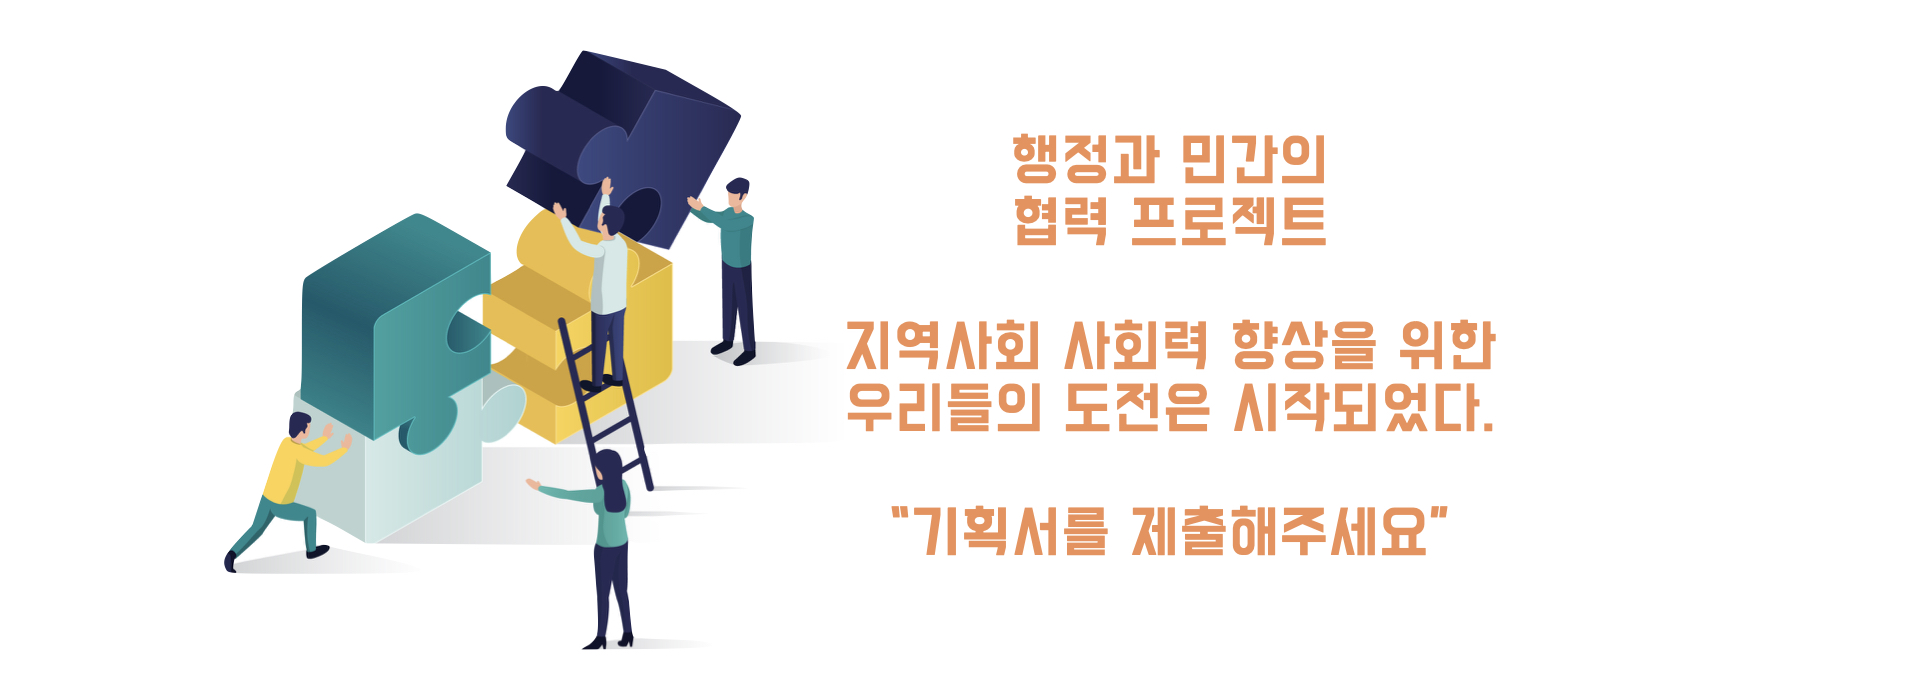 행정과 민간의
협력 프로젝트
지역사회 사회력 향상을 위한
우리들의 도전은 시작되었다.
"기획서를 제출해주세요"